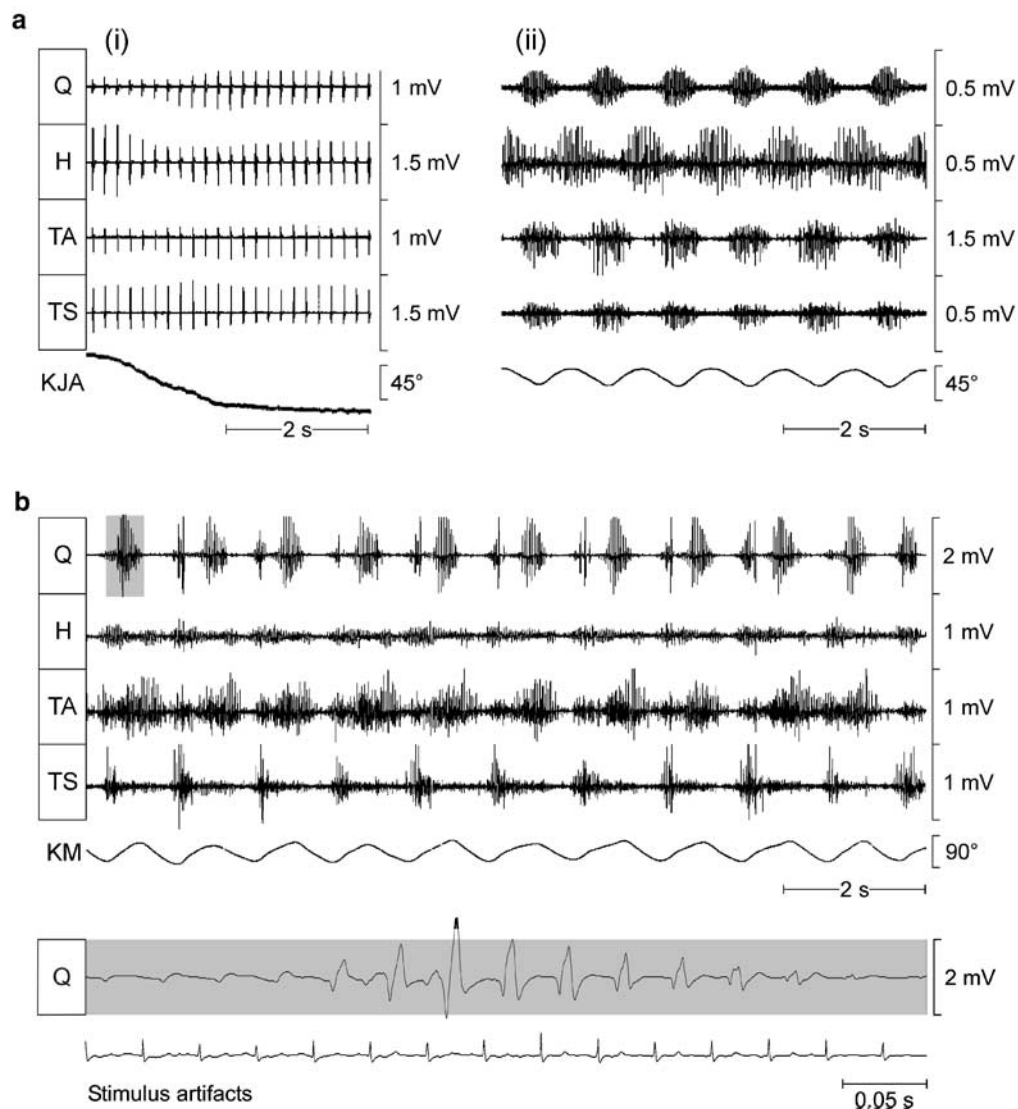 a
(i) (ii)
Q 1 mV 0.5 mV
H 1.5 mV 0.5 mV
TA 1 mV 1.5 mV
TS 1.5 mV 0.5 mV
KJA 45° 45°
2 s 2 s
b
Q 2 mV
H 1 mV
TA 1 mV
TS 1 mV
KM 90°
2 s
Q 2 mV
Stimulus artifacts 0,05 s